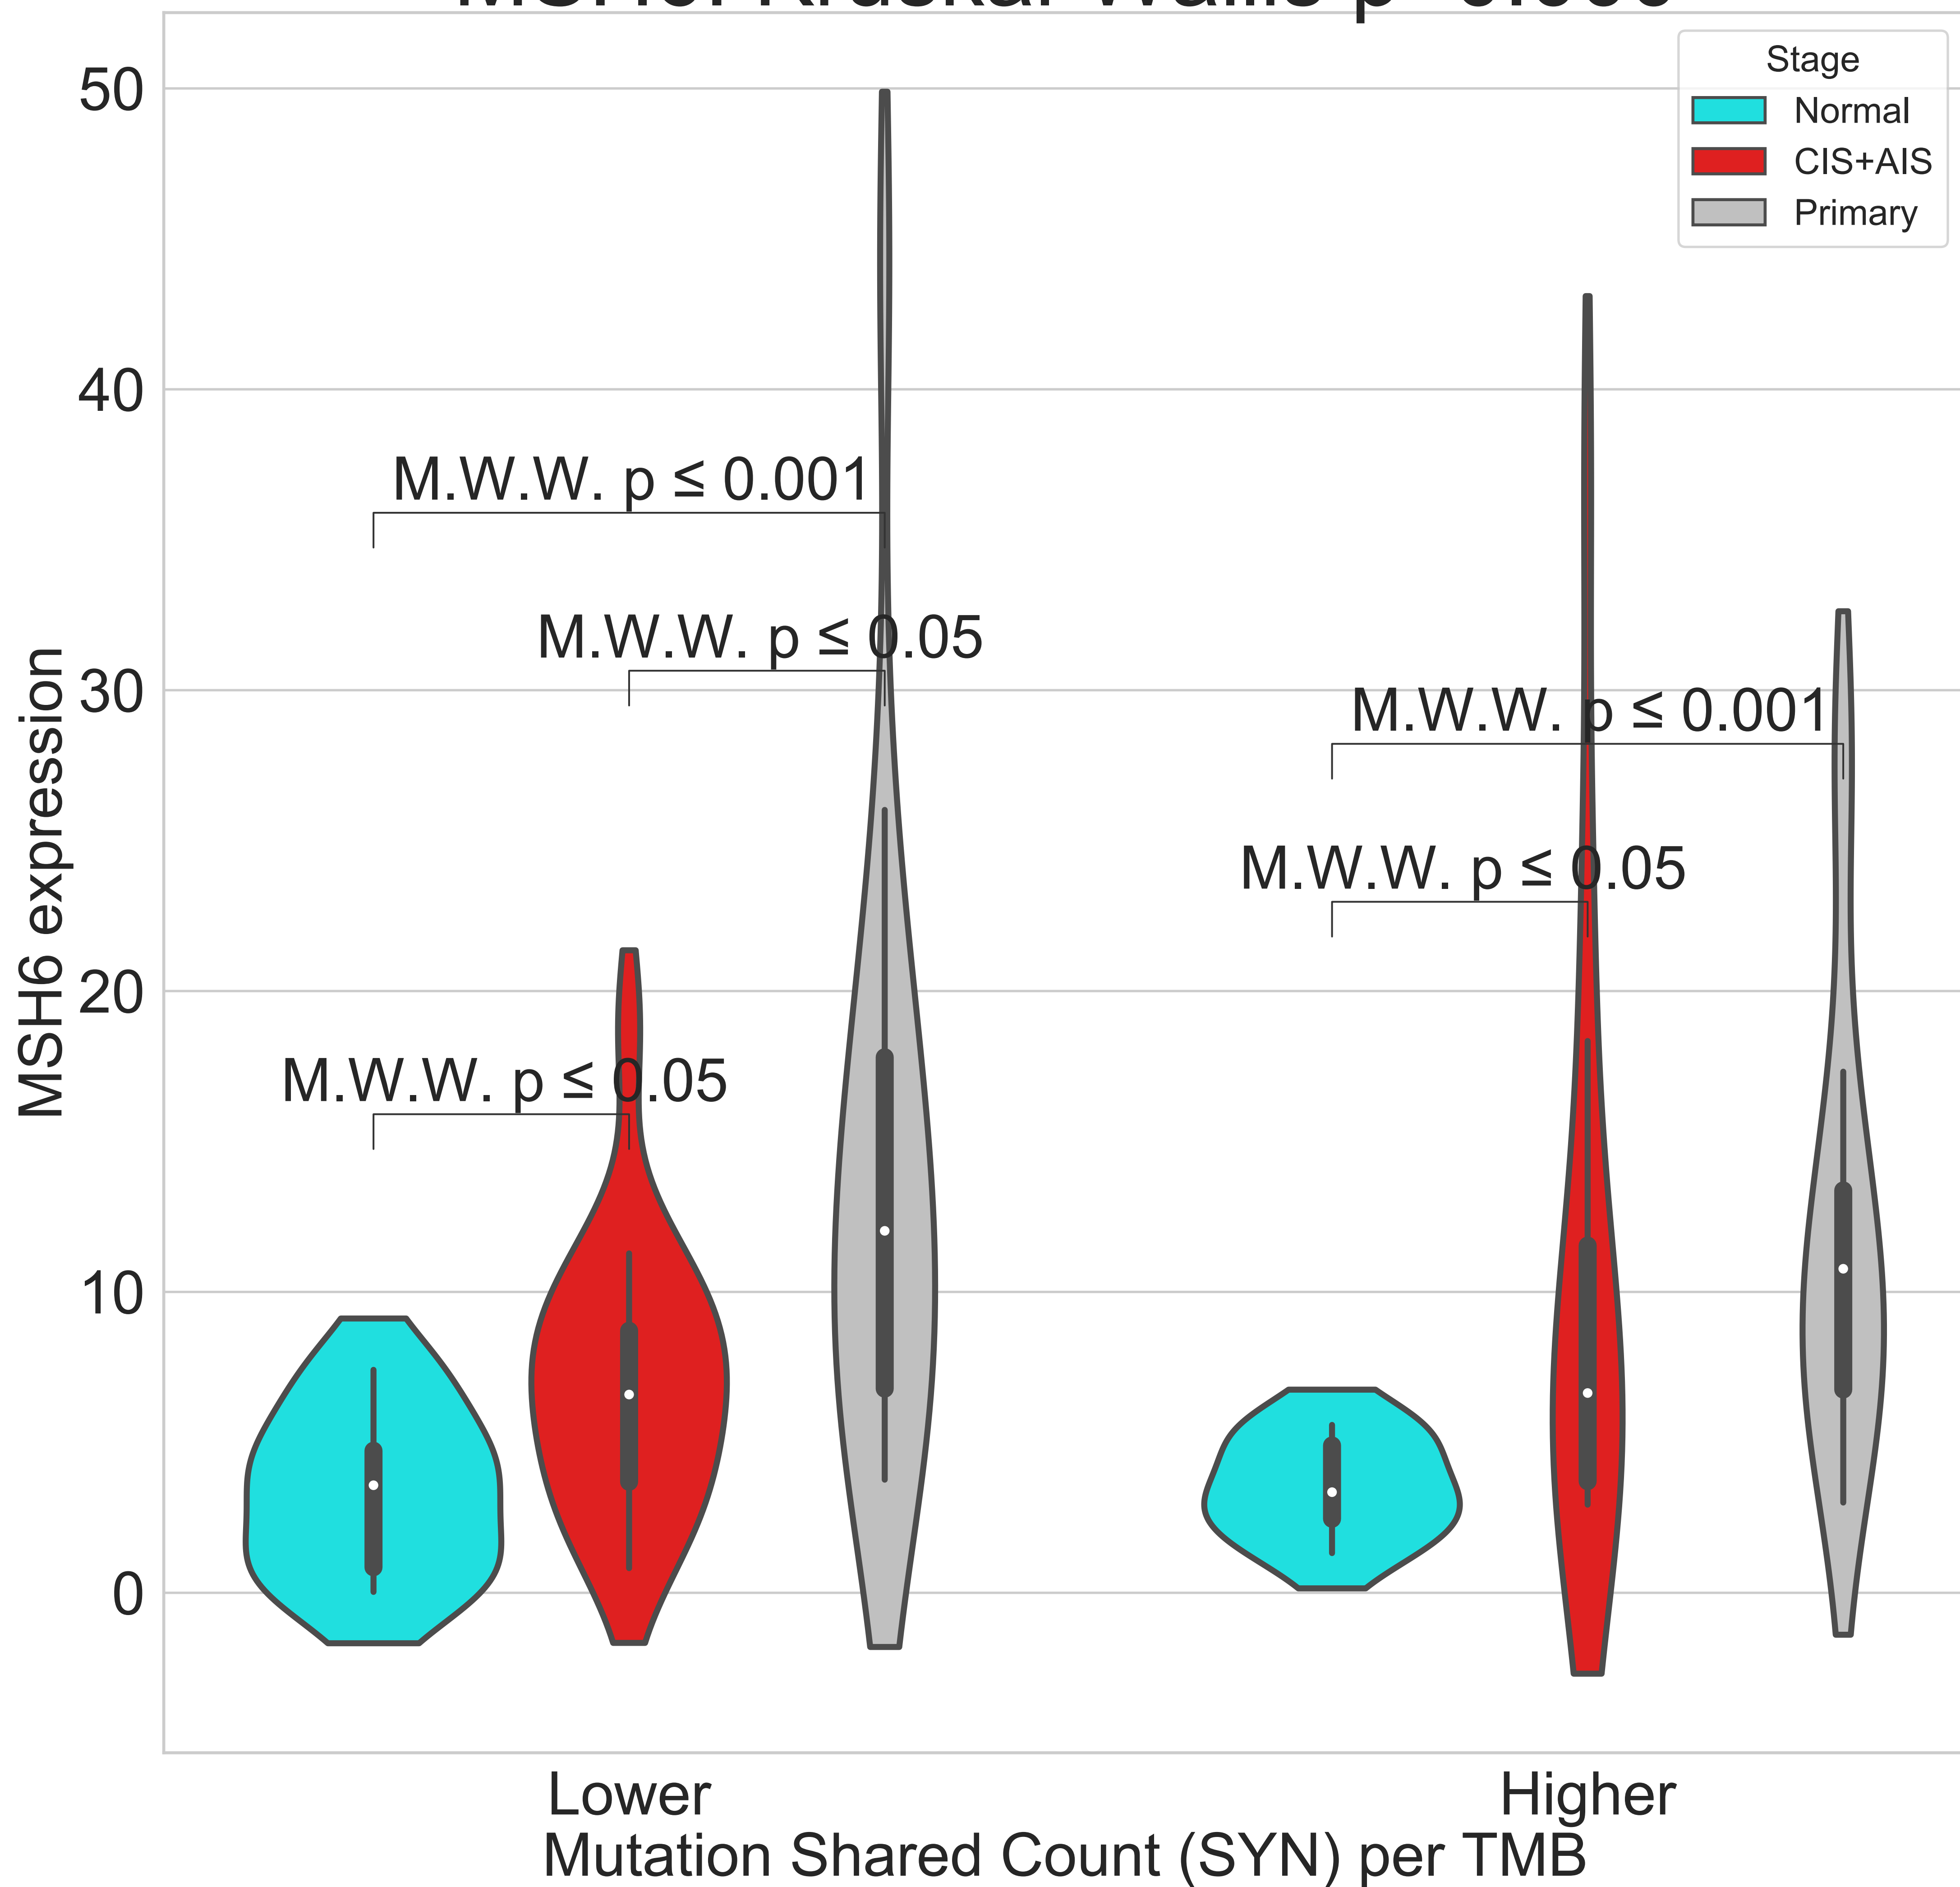 50
40
30
20
10
0
MSH6 expression
Stage
Normal
CIS+AIS
Primary
M.W.W. p ≤ 0.001
M.W.W. p ≤ 0.05
M.W.W. p ≤ 0.05
M.W.W. p ≤ 0.001
M.W.W. p ≤ 0.05
Lower
Higher
Mutation Shared Count (SYN) per TMB